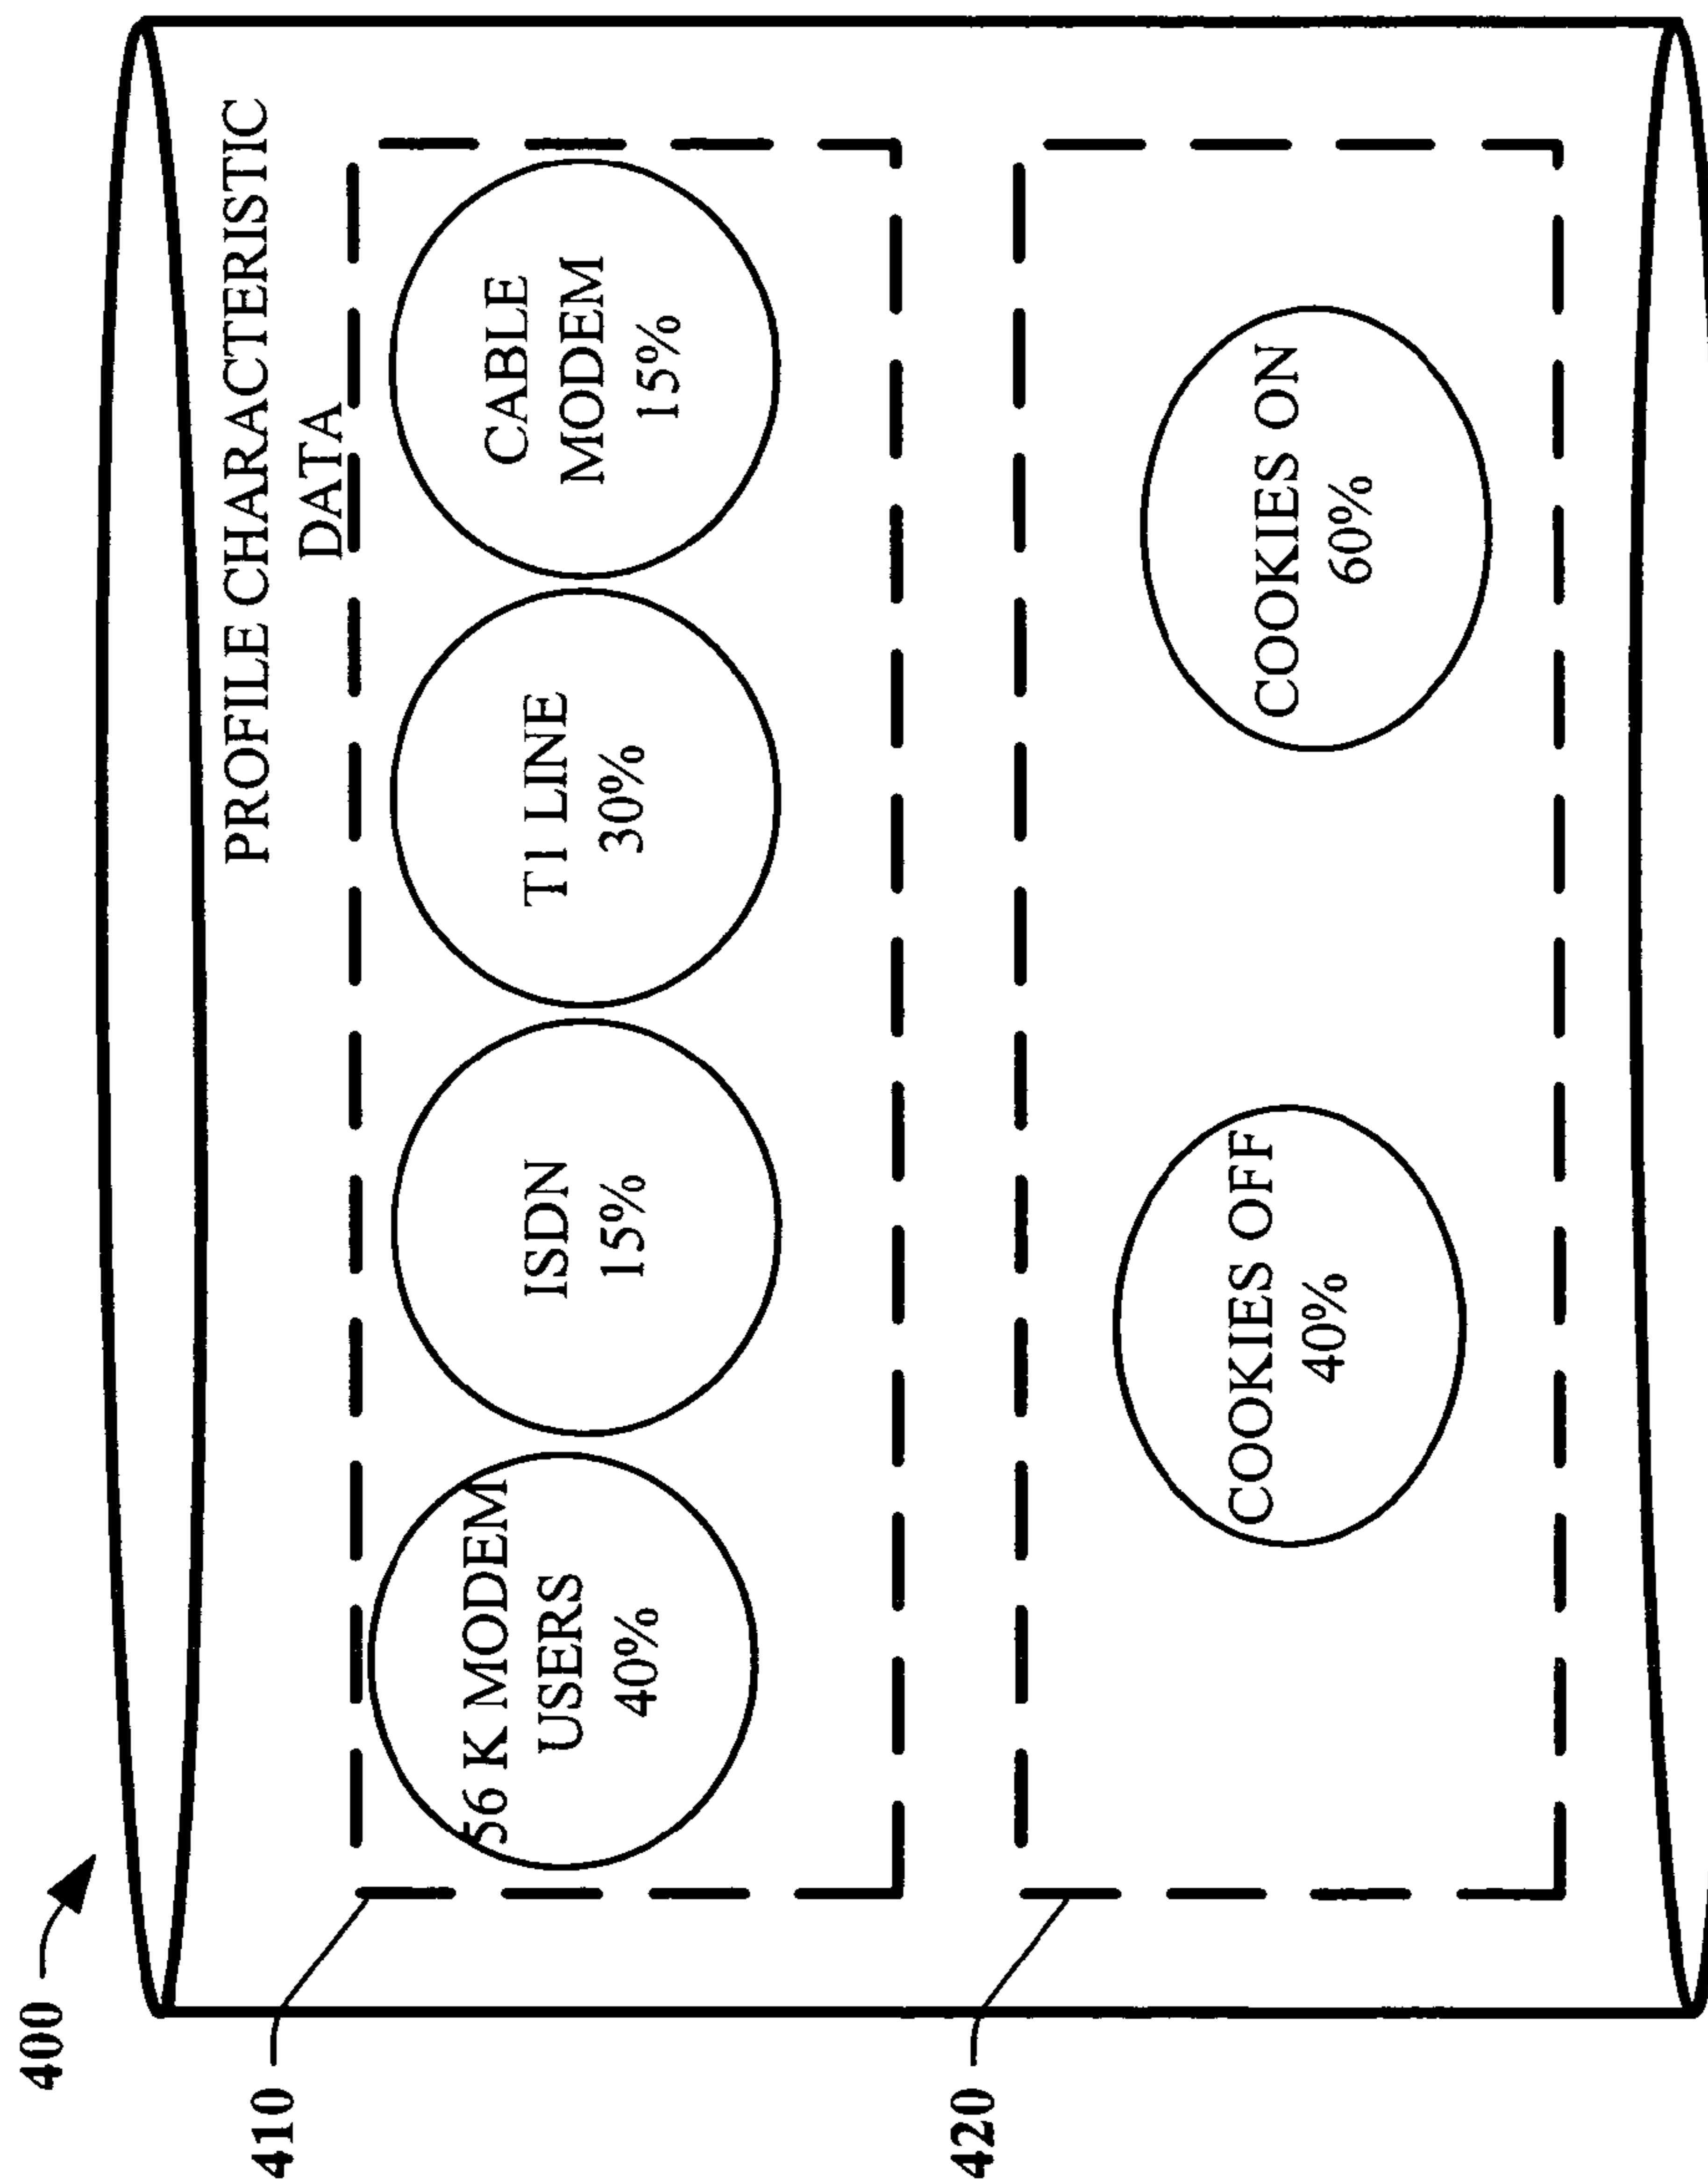 400
PROFILE CHARACTERISTIC
DATA
410
56 K MODEM
USERS
40%
ISDN
15%
T1 LINE
30%
CABLE
MODEM
15%
420
COOKIES OFF
40%
COOKIES ON
60%